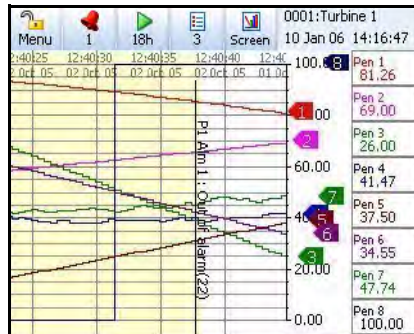 0001:Turbine 1
Menu 1 18h 3 Screen 10 Jan 06 14:16:47
12:40:25 12:40:30 12:40:35 12:40
02 Oct 05 02 Oct 05 02 Oct 05
100.00
60.00
20.00
0.00
P1 Alm 1 : Out of alarm(22)
8
1
2
7
5
6
3
Pen 1
81.26
Pen 2
69.00
Pen 3
26.00
Pen 4
41.47
Pen 5
37.50
Pen 6
34.55
Pen 7
47.74
Pen 8
100.00